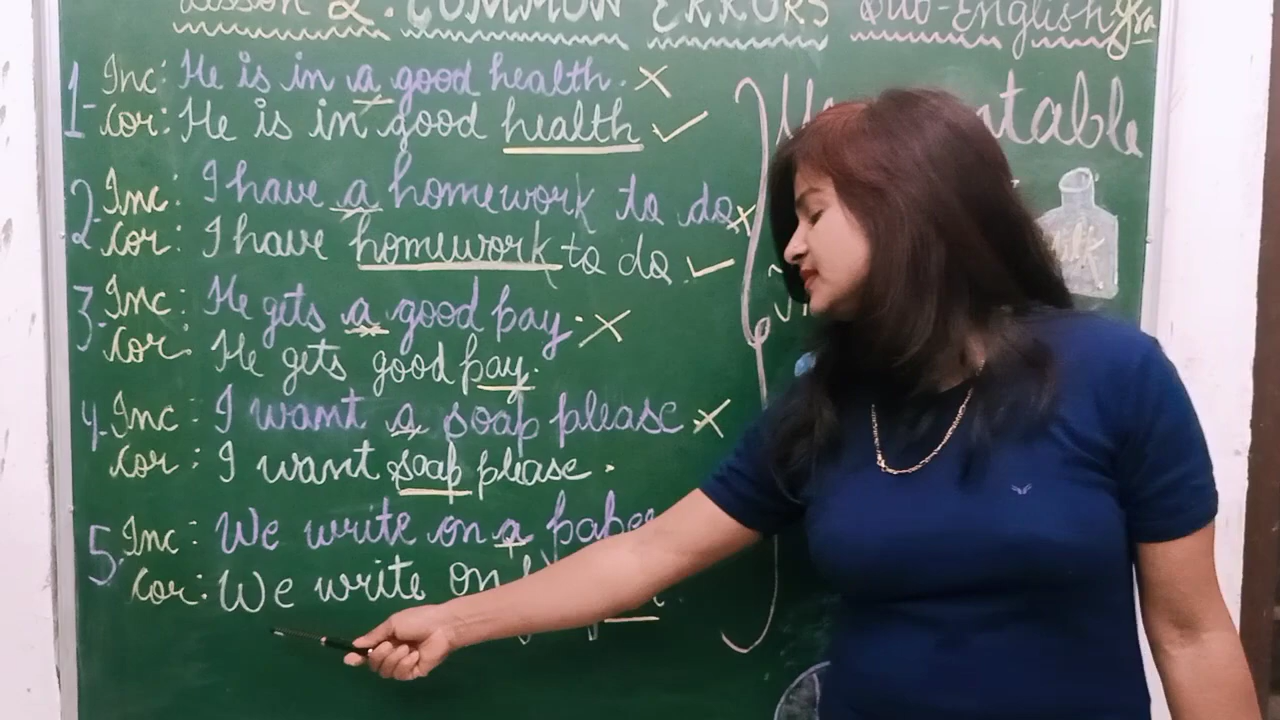 Lesson 2. COMMON ERRORS Sub-English Gra
1- Inc: He is in a good health. ×
Cor: He is in good health ✓
2- Inc: I have a homework to do ×
Cor: I have homework to do ✓
3- Inc: He gets a good pay. ×
Cor. He gets good pay.
4. Inc: I want a soap please ×
Cor: I want soap please.
5. Inc: We write on a paper
Cor: We write on